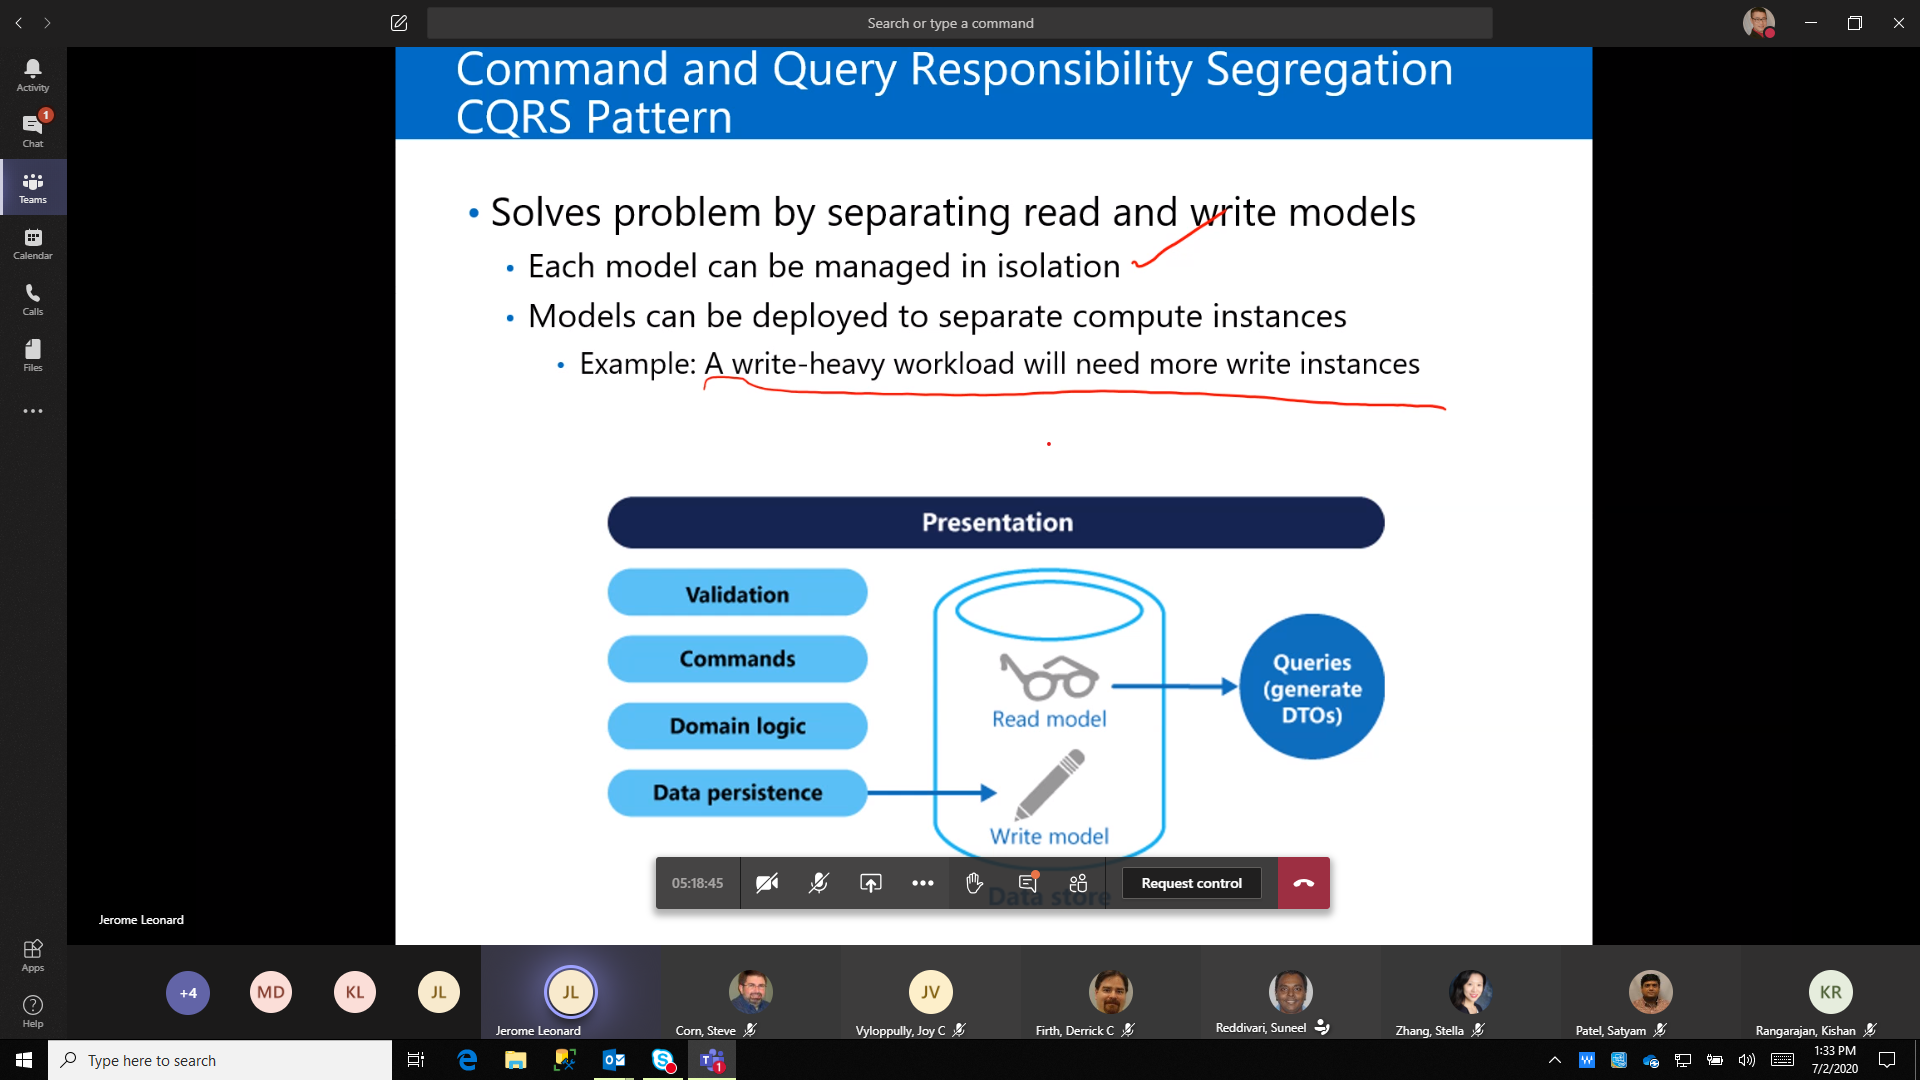 Search or type a command
Activity
1
Chat
Teams
Calendar
Calls
Files
Command and Query Responsibility Segregation
CQRS Pattern
• Solves problem by separating read and write models
• Each model can be managed in isolation
• Models can be deployed to separate compute instances
• Example: A write-heavy workload will need more write instances
Presentation
Validation
Commands
Domain logic
Data persistence
Read model
Write model
Queries
(generate
DTOs)
Data store
05:18:45
Request control
Jerome Leonard
Apps
Help
+4
MD
KL
JL
JL
Jerome Leonard
Corn, Steve
JV
Vyloppully, Joy C
Firth, Derrick C
Reddivari, Suneel
Zhang, Stella
Patel, Satyam
KR
Rangarajan, Kishan
Type here to search
1:33 PM
7/2/2020